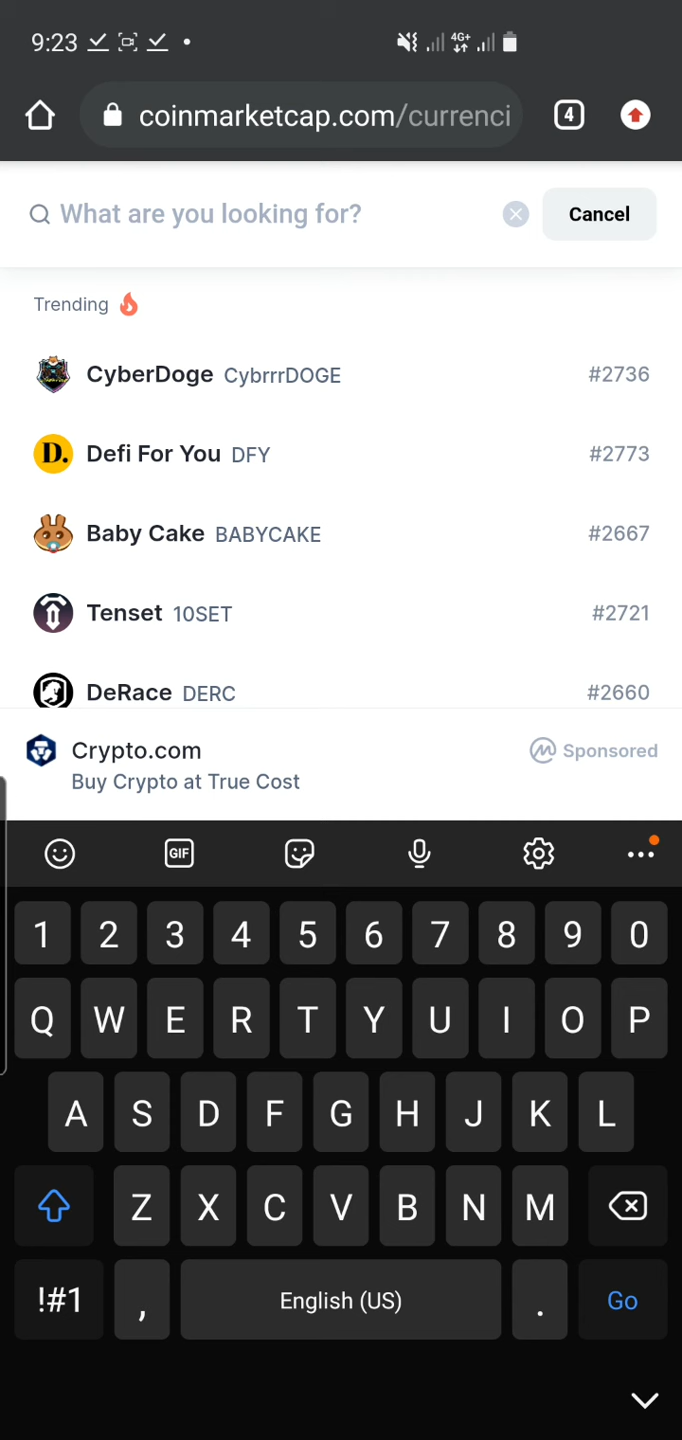 9:23 4G+
coinmarketcap.com/currenci 4
What are you looking for? Cancel
Trending
CyberDoge CybrrrDOGE #2736
D. Defi For You DFY #2773
Baby Cake BABYCAKE #2667
Tenset 10SET #2721
DeRace DERC #2660
Crypto.com Sponsored
Buy Crypto at True Cost
GIF
1 2 3 4 5 6 7 8 9 0
Q W E R T Y U I O P
A S D F G H J K L
Z X C V B N M
!#1 , English (US) . Go